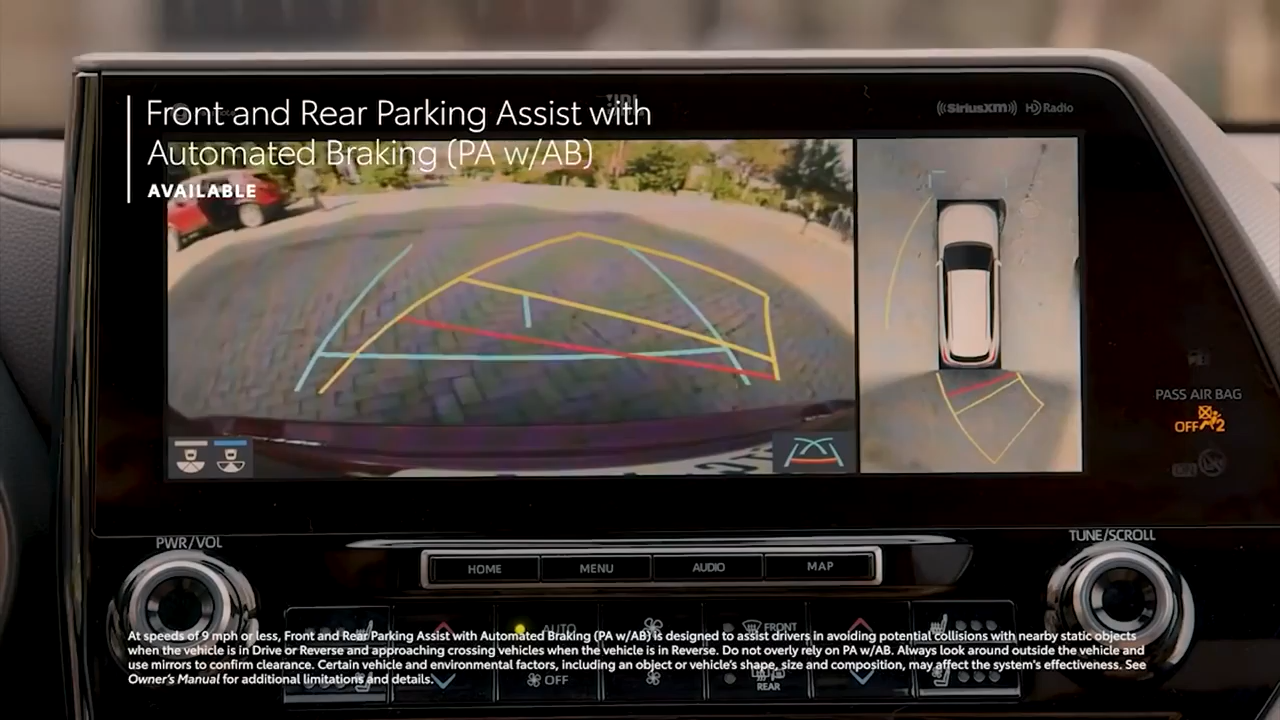 Front and Rear Parking Assist with
Automated Braking (PA w/AB)
AVAILABLE
SiriusXM
HD Radio
PASS AIR BAG
OFF 2
PWR/VOL
TUNE/SCROLL
HOME
MENU
AUDIO
MAP
AUTO
FRONT
OFF
REAR
At speeds of 9 mph or less, Front and Rear Parking Assist with Automated Braking (PA w/AB) is designed to assist drivers in avoiding potential collisions with nearby static objects
when the vehicle is in Drive or Reverse and approaching crossing vehicles when the vehicle is in Reverse. Do not overly rely on PA w/AB. Always look around outside the vehicle and
use mirrors to confirm clearance. Certain vehicle and environmental factors, including an object or vehicle's shape, size and composition, may affect the system's effectiveness. See
Owner's Manual for additional limitations and details.